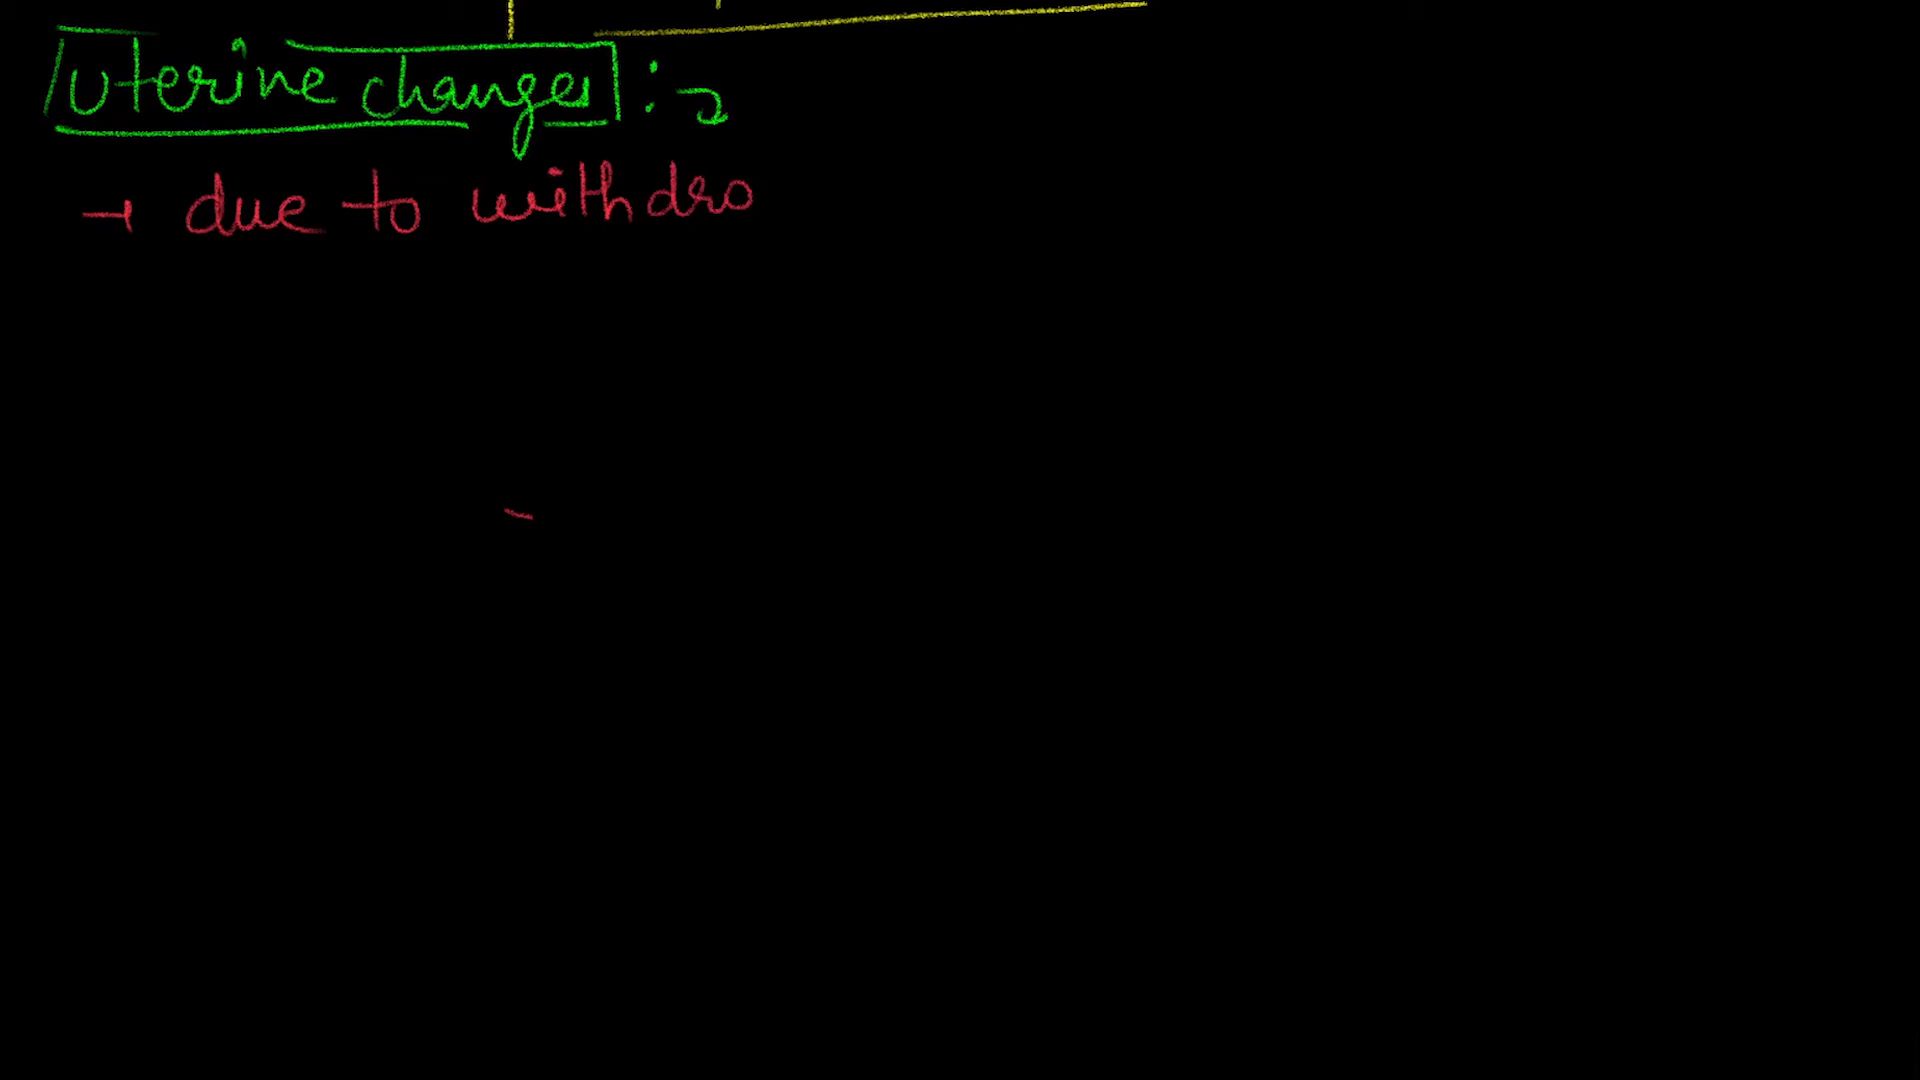 Uterine changes :→
→ due to withdro